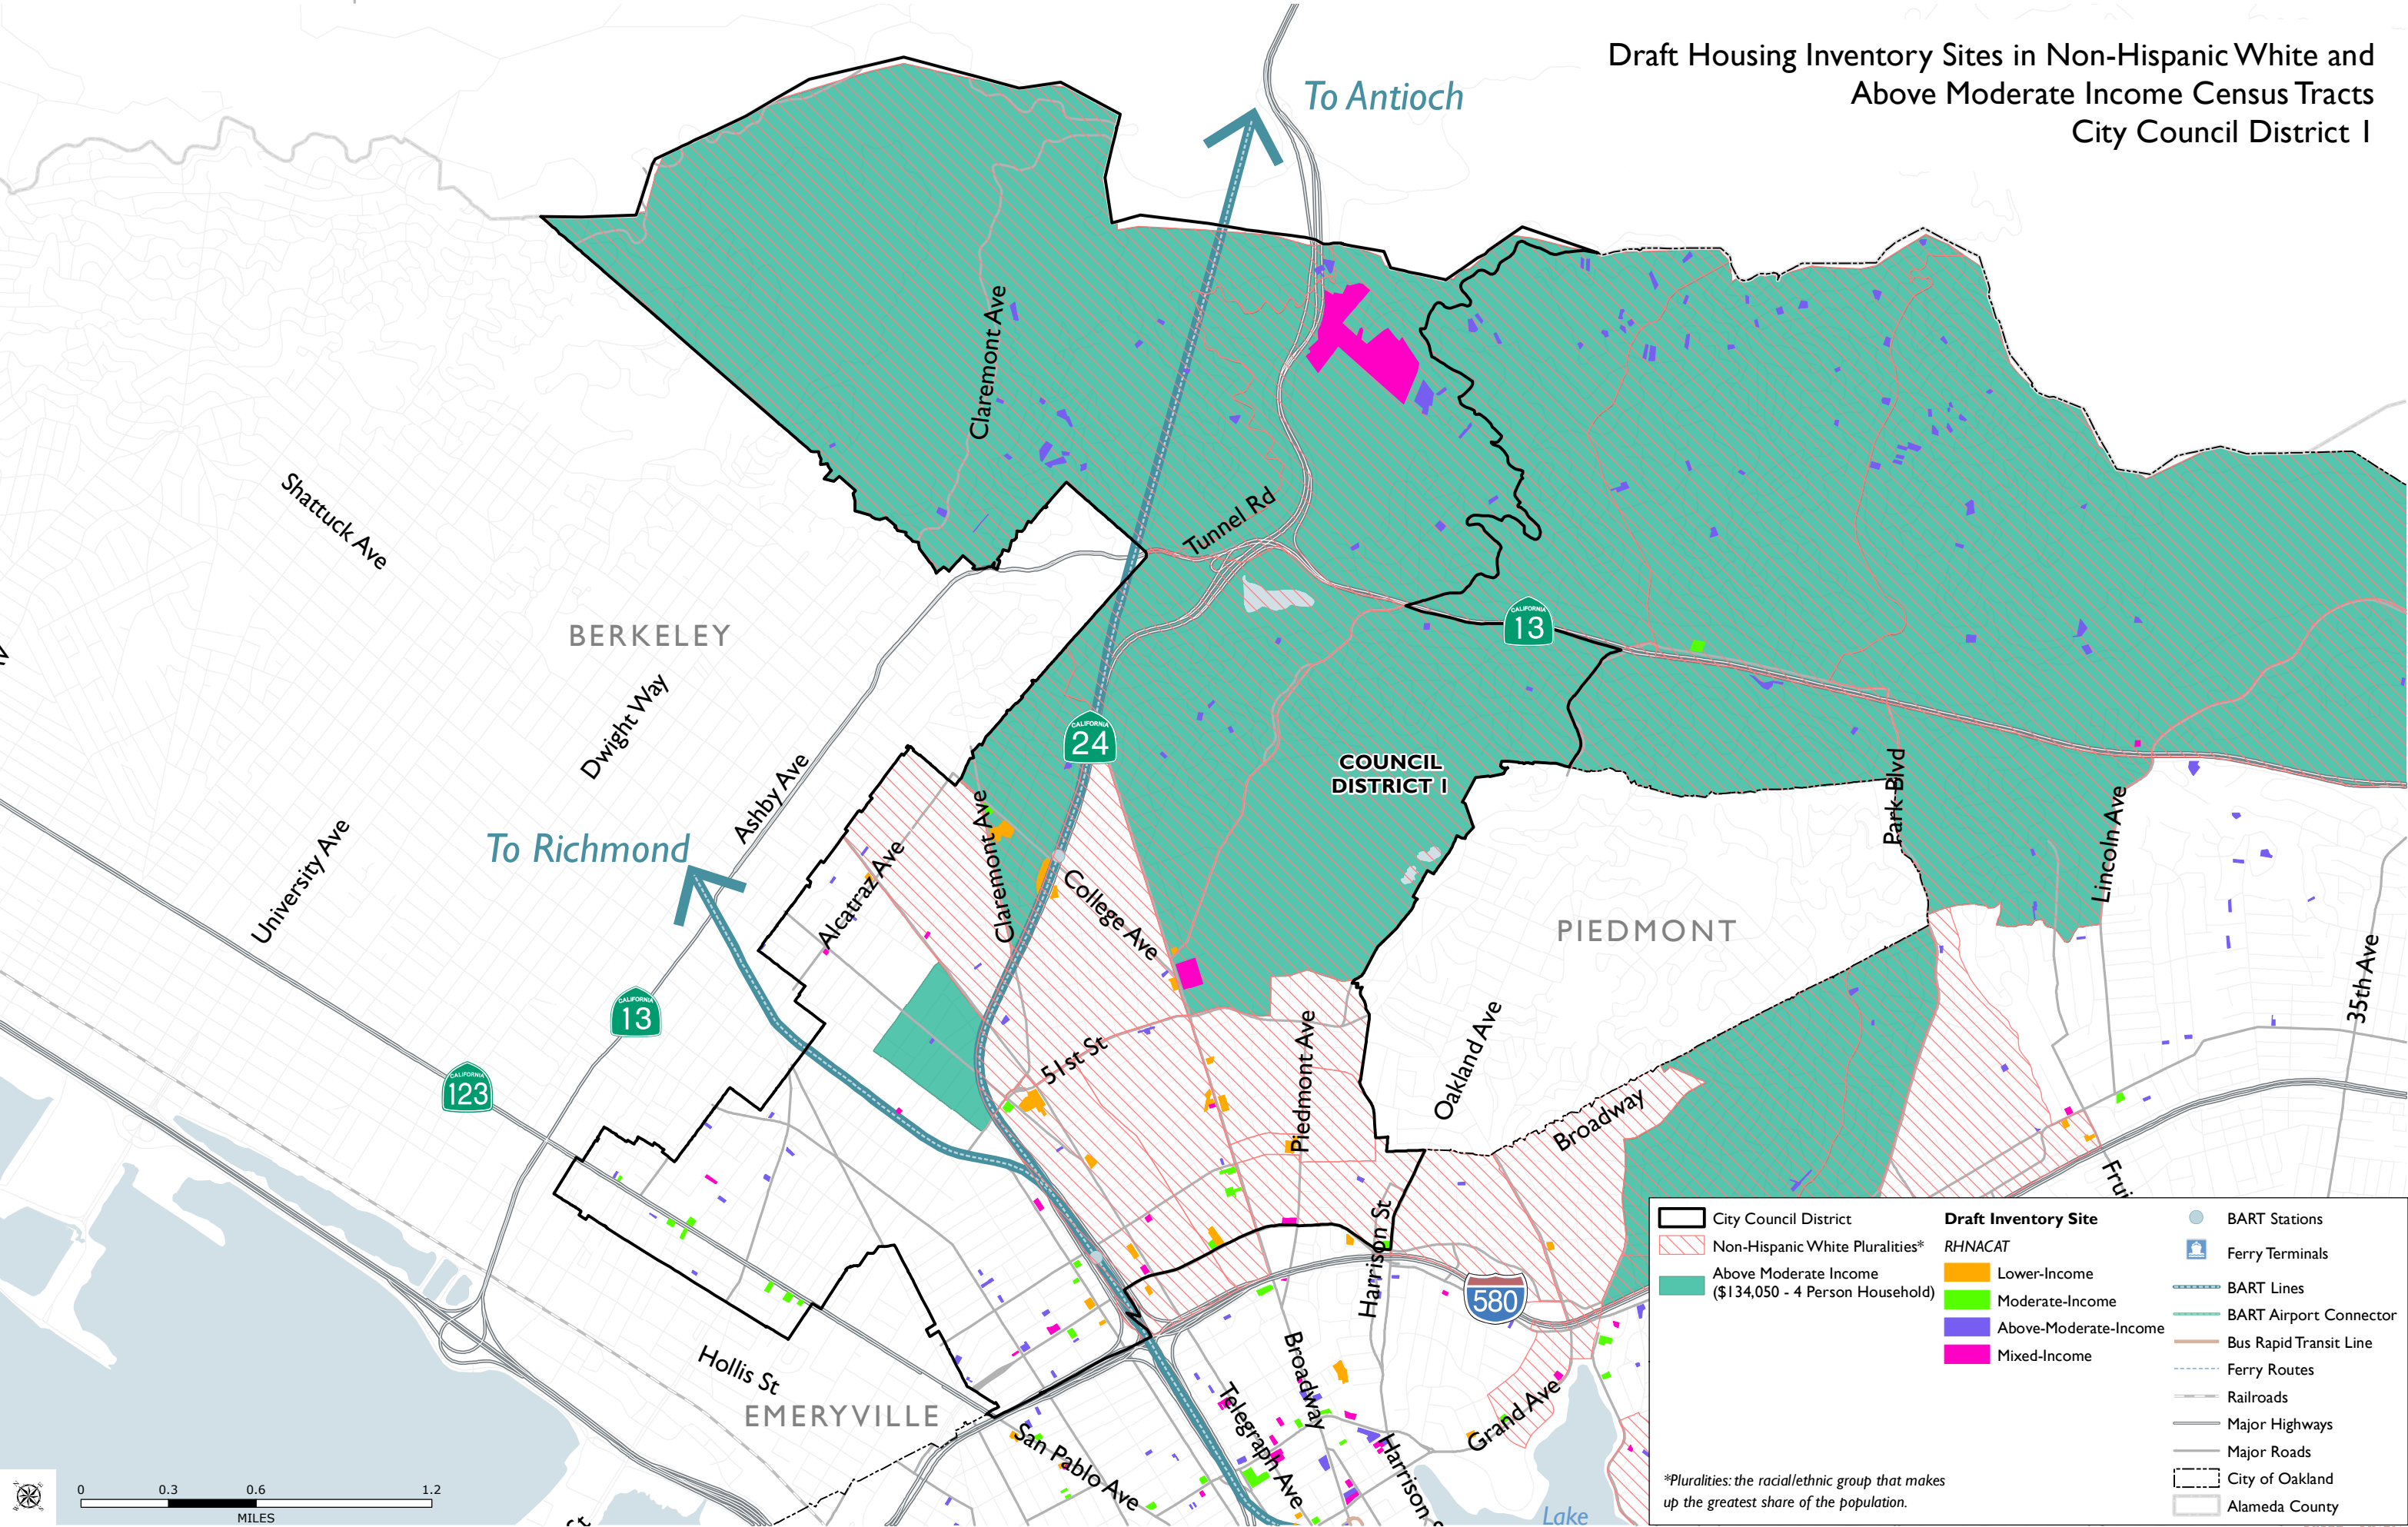 Draft Housing Inventory Sites in Non-Hispanic White and
Above Moderate Income Census Tracts
City Council District 1
To Antioch
Claremont Ave
Shattuck Ave
Tunnel Rd
BERKELEY
CALIFORNIA
13
Dwight Way
CALIFORNIA
24
COUNCIL
DISTRICT 1
Ashby Ave
Park Blvd
Lincoln Ave
University Ave
To Richmond
Claremont Ave
Alcatraz Ave
College Ave
PIEDMONT
35th Ave
CALIFORNIA
13
51st St
Piedmont Ave
Oakland Ave
Broadway
CALIFORNIA
123
Frui
Harrison St
580
Hollis St
EMERYVILLE
Broadway
Telegraph Ave
Grand Ave
San Pablo Ave
Harrison S
Lake
City Council District
Non-Hispanic White Pluralities*
Above Moderate Income
($134,050 - 4 Person Household)
Draft Inventory Site
RHNACAT
Lower-Income
Moderate-Income
Above-Moderate-Income
Mixed-Income
BART Stations
Ferry Terminals
BART Lines
BART Airport Connector
Bus Rapid Transit Line
Ferry Routes
Railroads
Major Highways
Major Roads
City of Oakland
Alameda County
*Pluralities: the racial/ethnic group that makes
up the greatest share of the population.
0 0.3 0.6 1.2
MILES